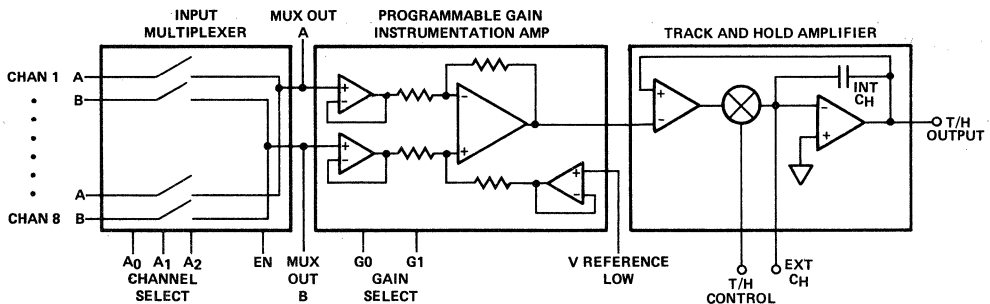 INPUT
MULTIPLEXER
MUX OUT
A
PROGRAMMABLE GAIN
INSTRUMENTATION AMP
TRACK AND HOLD AMPLIFIER
CHAN 1 A
B
A
CHAN 8 B
+
−
+
−
−
+
+
−
+
−
−
+
INT
CH
T/H
OUTPUT
A0 A1 A2
CHANNEL
SELECT
EN
MUX
OUT
B
G0 G1
GAIN
SELECT
V REFERENCE
LOW
T/H
CONTROL
EXT
CH